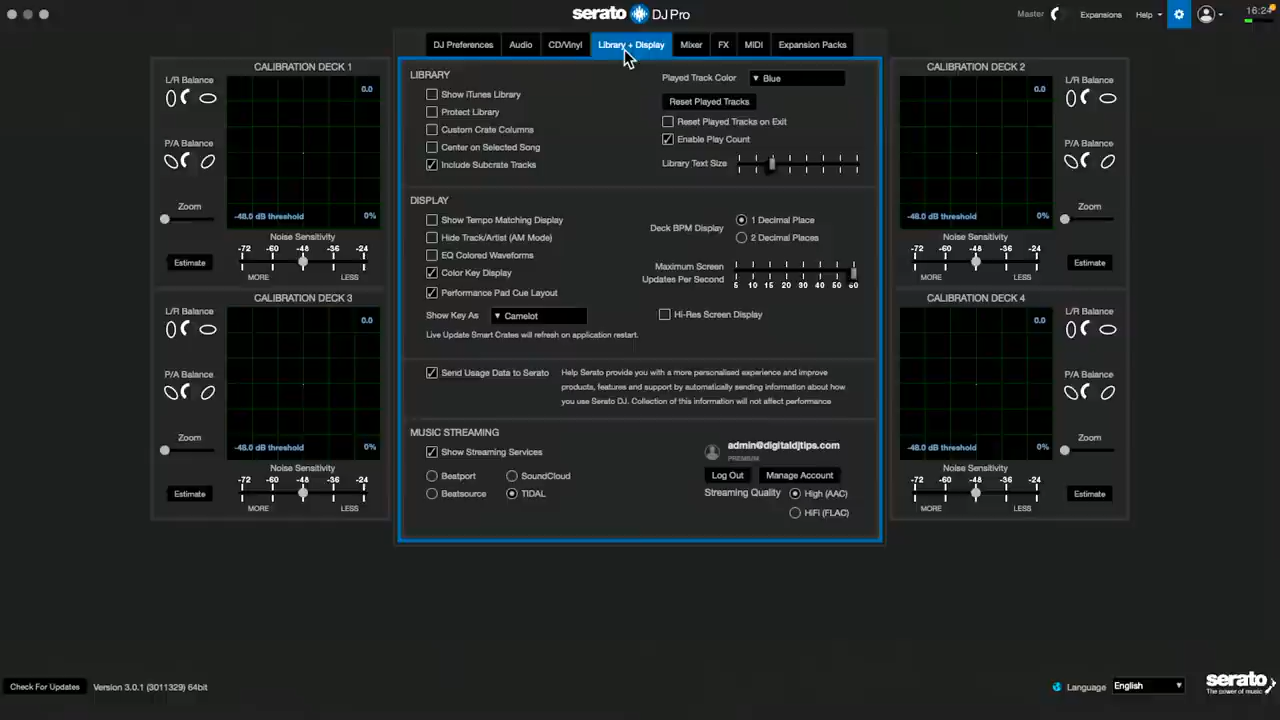 serato DJ Pro
Master
Expansions
Help
16:24
DJ Preferences
Audio
CD/Vinyl
Library + Display
Mixer
FX
MIDI
Expansion Packs
CALIBRATION DECK 1
L/R Balance
0.0
P/A Balance
Zoom
-48.0 dB threshold
0%
Noise Sensitivity
-72 -60 -48 -36 -24
Estimate
MORE LESS
CALIBRATION DECK 3
L/R Balance
0.0
P/A Balance
Zoom
-48.0 dB threshold
0%
Noise Sensitivity
-72 -60 -48 -36 -24
Estimate
MORE LESS
LIBRARY
Show iTunes Library
Protect Library
Custom Crate Columns
Center on Selected Song
Include Subcrate Tracks
Played Track Color
Blue
Reset Played Tracks
Reset Played Tracks on Exit
Enable Play Count
Library Text Size
DISPLAY
Show Tempo Matching Display
Hide Track/Artist (AM Mode)
EQ Colored Waveforms
Color Key Display
Performance Pad Cue Layout
Show Key As
Camelot
Live Update Smart Crates will refresh on application restart.
Deck BPM Display
1 Decimal Place
2 Decimal Places
Maximum Screen
Updates Per Second
5 10 15 20 30 40 50 60
Hi-Res Screen Display
Send Usage Data to Serato
Help Serato provide you with a more personalised experience and improve
products, features and support by automatically sending information about how
you use Serato DJ. Collection of this information will not affect performance
MUSIC STREAMING
Show Streaming Services
Beatport
SoundCloud
Beatsource
TIDAL
admin@digitaldjtips.com
PREMIUM
Log Out
Manage Account
Streaming Quality
High (AAC)
HiFi (FLAC)
CALIBRATION DECK 2
L/R Balance
0.0
P/A Balance
Zoom
-48.0 dB threshold
0%
Noise Sensitivity
-72 -60 -48 -36 -24
Estimate
MORE LESS
CALIBRATION DECK 4
L/R Balance
0.0
P/A Balance
Zoom
-48.0 dB threshold
0%
Noise Sensitivity
-72 -60 -48 -36 -24
Estimate
MORE LESS
Check For Updates
Version 3.0.1 (3011329) 64bit
Language
English
serato
The power of music